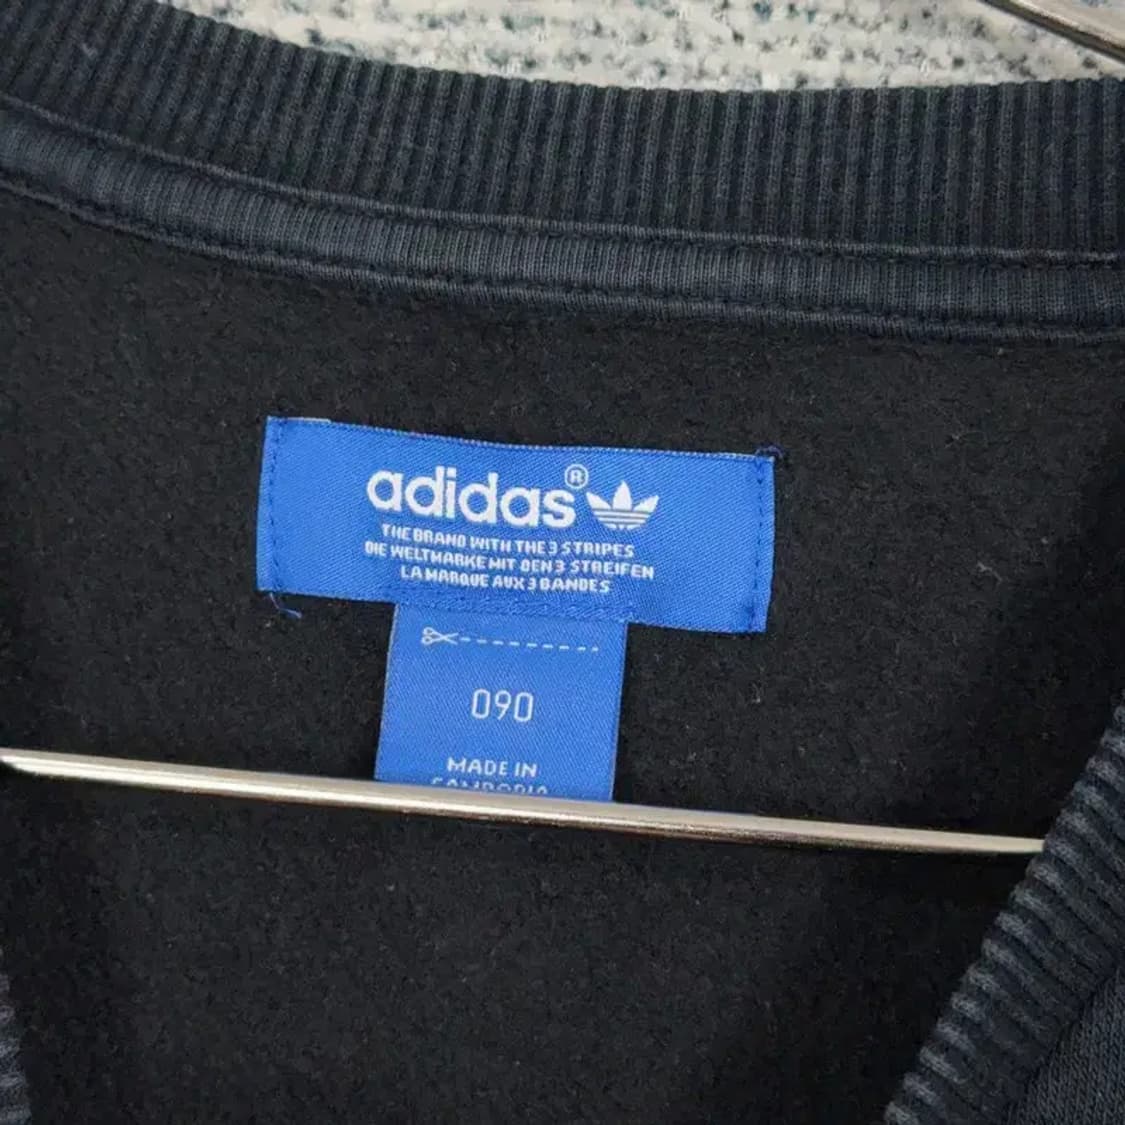 adidas®
THE BRAND WITH THE 3 STRIPES
DIE WELTMARKE MIT DEN 3 STREIFEN
LA MARQUE AUX 3 BANDES
090
MADE IN
CAMBODIA